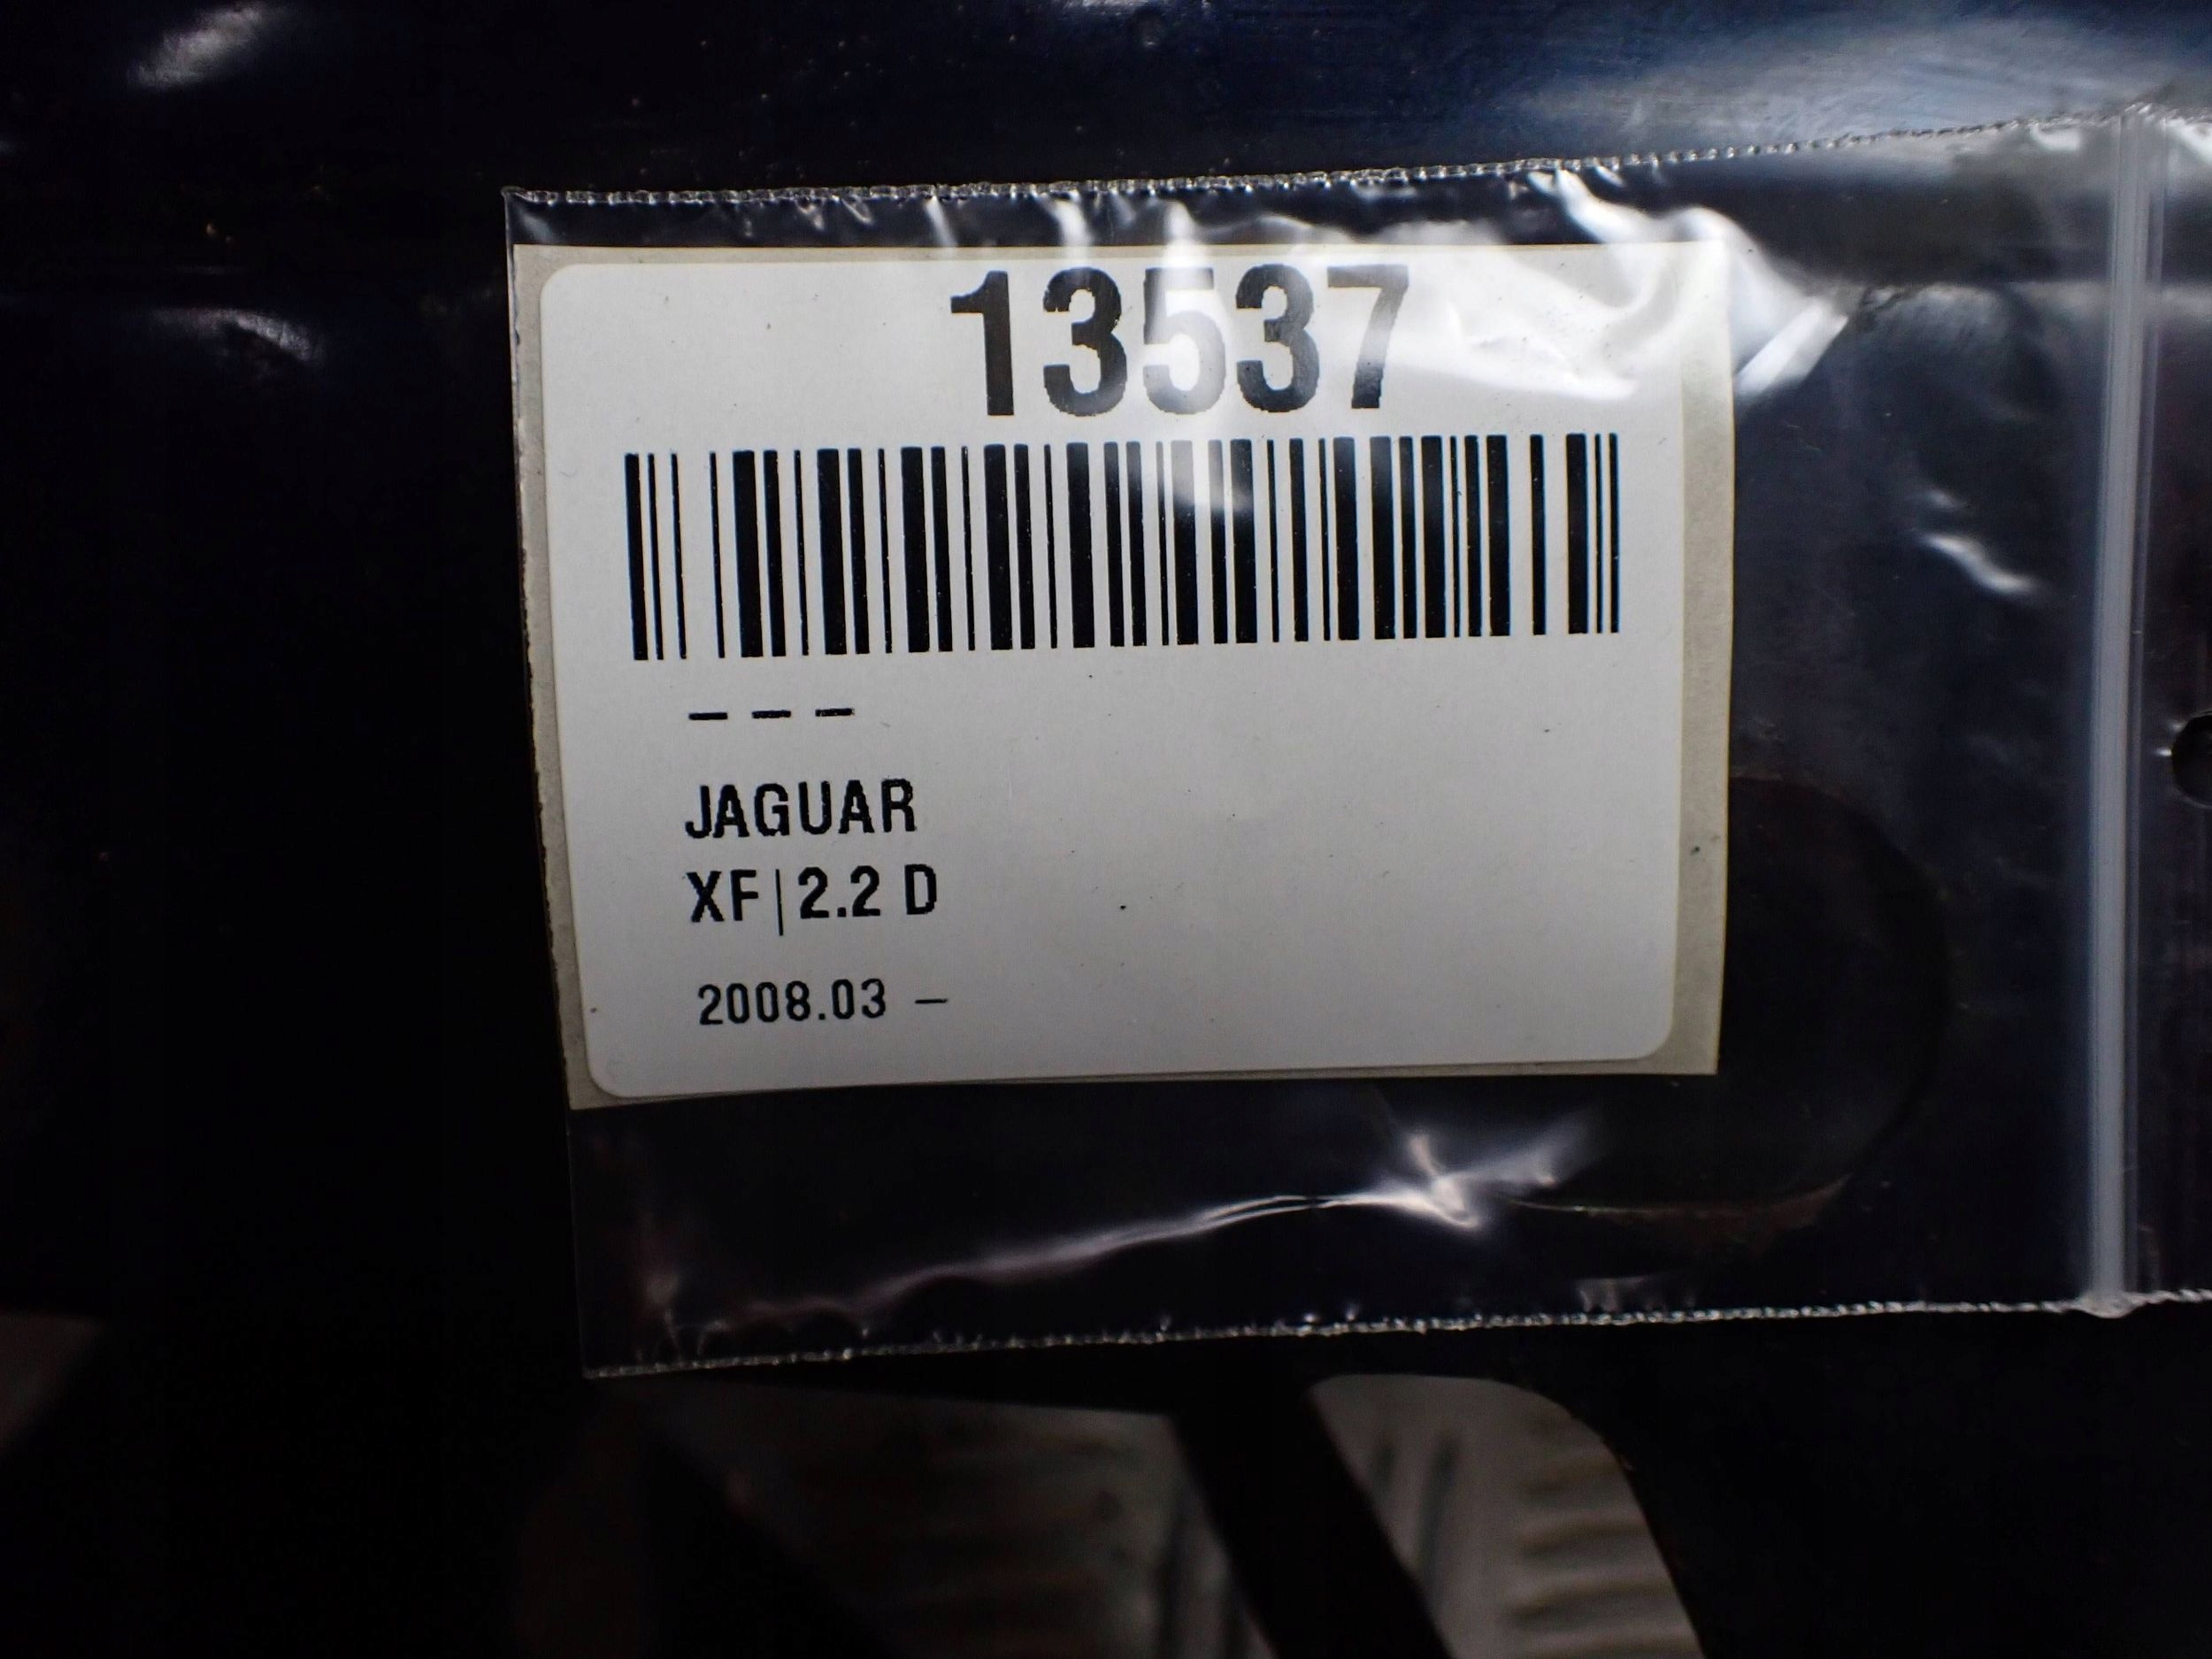 13537
– – –
JAGUAR
XF|2.2 D
2008.03 –